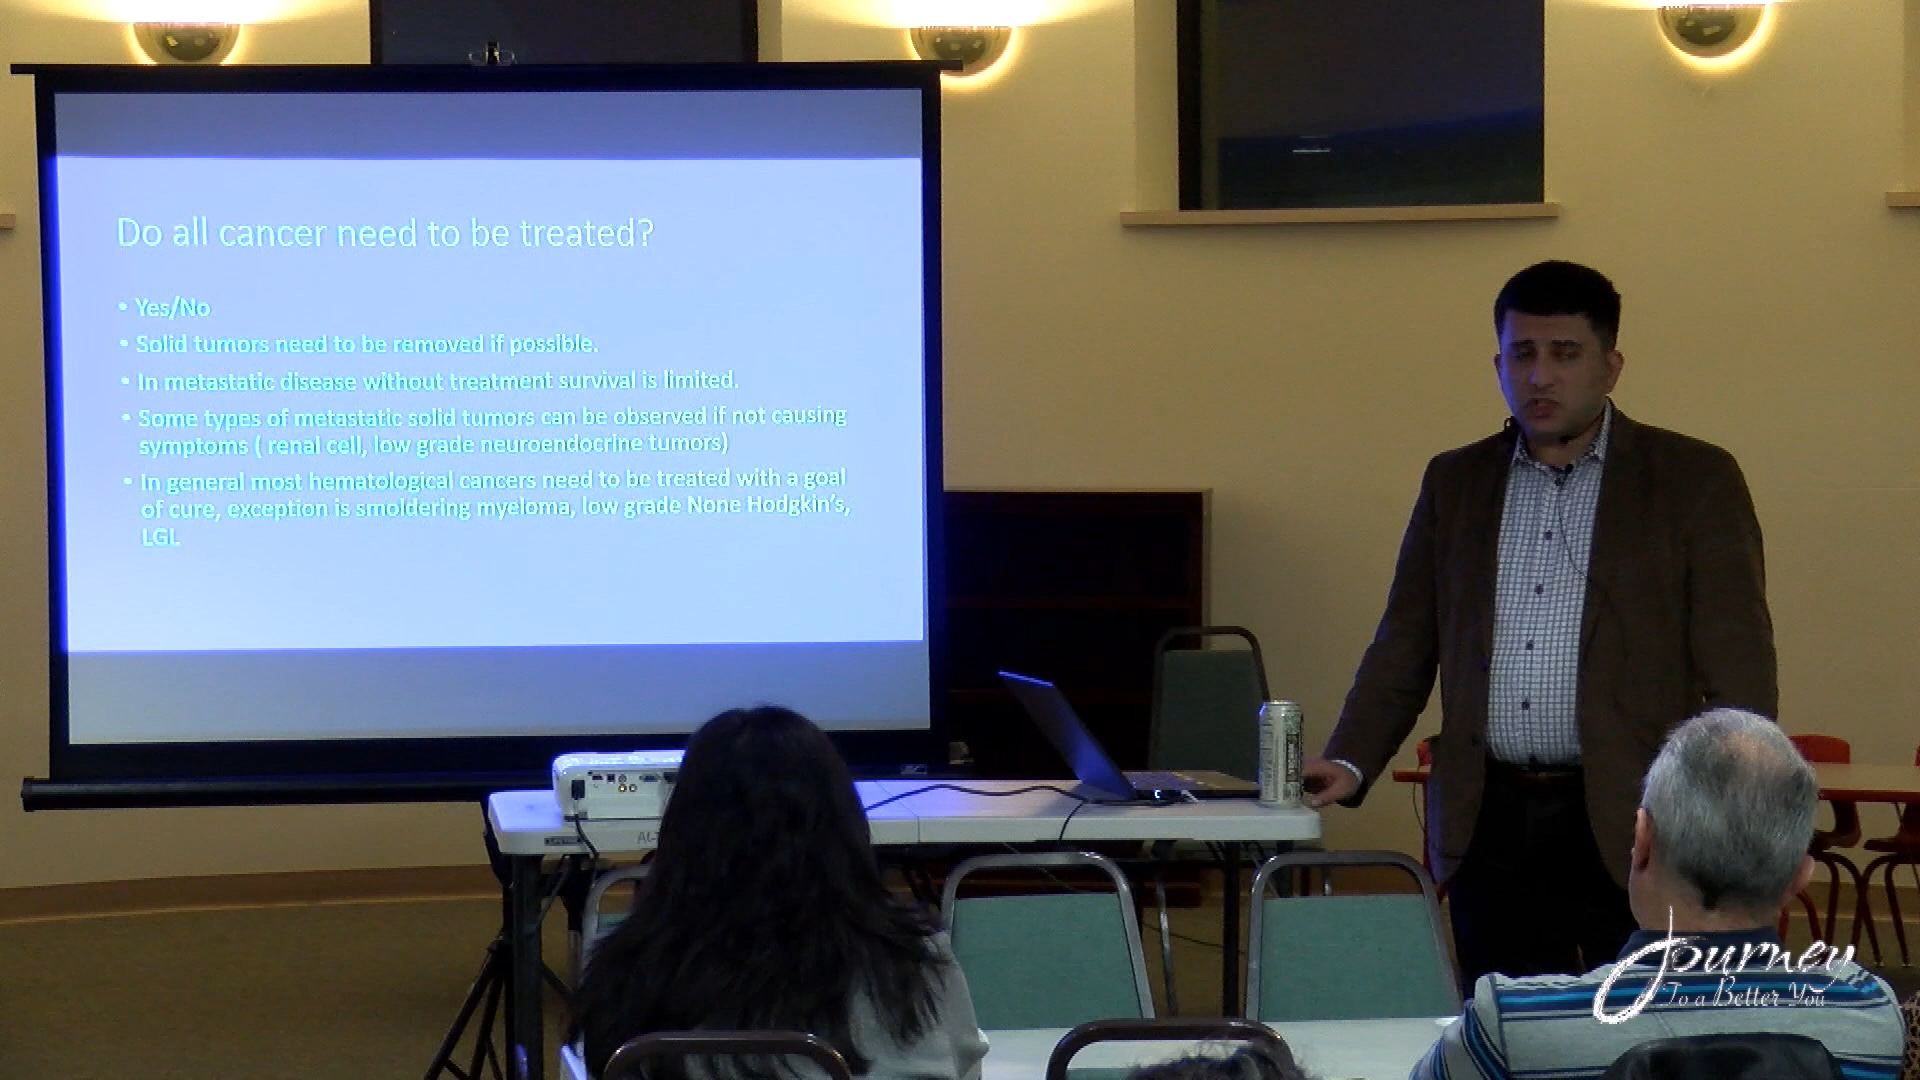 Do all cancer need to be treated?
• Yes/No
• Solid tumors need to be removed if possible.
• In metastatic disease without treatment survival is limited.
• Some types of metastatic solid tumors can be observed if not causing
symptoms ( renal cell, low grade neuroendocrine tumors)
• In general most hematological cancers need to be treated with a goal
of cure, exception is smoldering myeloma, low grade None Hodgkin's,
LGL
Journey
To a Better You